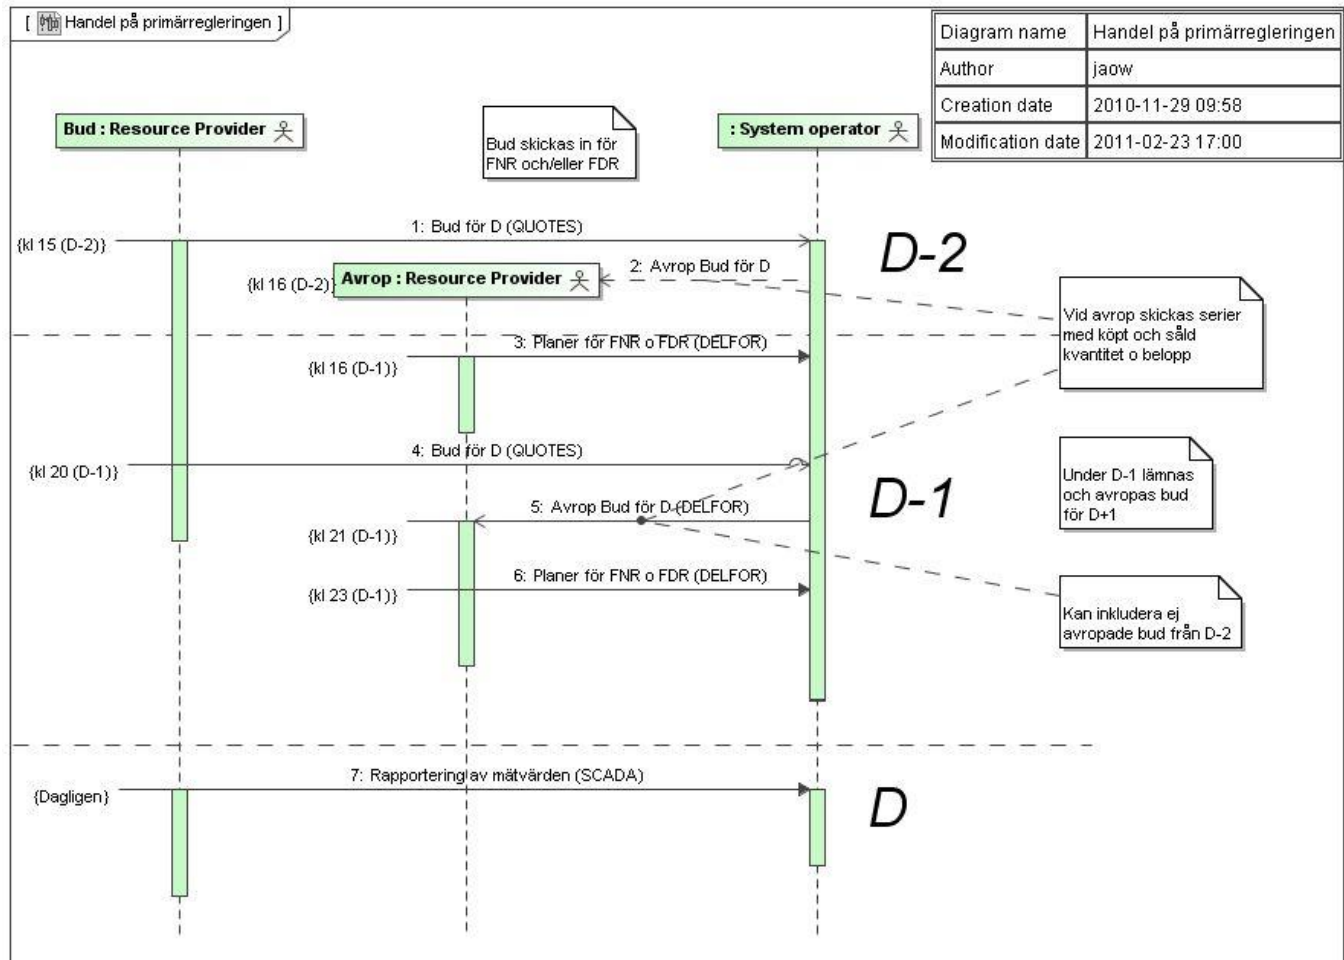 [ Handel på primärregleringen ]
Diagram name Handel på primärregleringen
Author jaow
Creation date 2010-11-29 09:58
Modification date 2011-02-23 17:00
Bud : Resource Provider
Bud skickas in för
FNR och/eller FDR
: System operator
1: Bud för D (QUOTES)
{kl 15 (D-2)}
D-2
2: Avrop Bud för D
Avrop : Resource Provider
{kl 16 (D-2)}
Vid avrop skickas serier
med köpt och såld
kvantitet o belopp
3: Planer för FNR o FDR (DELFOR)
{kl 16 (D-1)}
4: Bud för D (QUOTES)
{kl 20 (D-1)}
Under D-1 lämnas
och avropas bud
för D+1
D-1
5: Avrop Bud för D (DELFOR)
{kl 21 (D-1)}
6: Planer för FNR o FDR (DELFOR)
{kl 23 (D-1)}
Kan inkludera ej
avropade bud från D-2
7: Rapportering av mätvärden (SCADA)
{Dagligen}
D